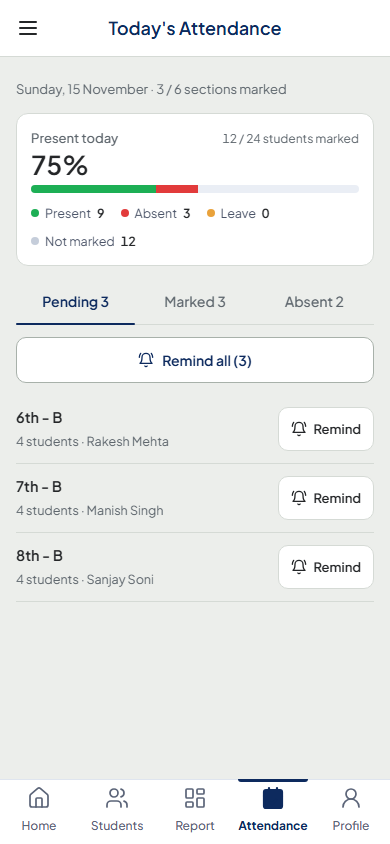 Today's Attendance
Sunday, 15 November · 3 / 6 sections marked
Present today
12 / 24 students marked
75%
Present 9 Absent 3 Leave 0
Not marked 12
Pending 3 Marked 3 Absent 2
Remind all (3)
6th - B
4 students · Rakesh Mehta
Remind
7th - B
4 students · Manish Singh
Remind
8th - B
4 students · Sanjay Soni
Remind
Home Students Report Attendance Profile